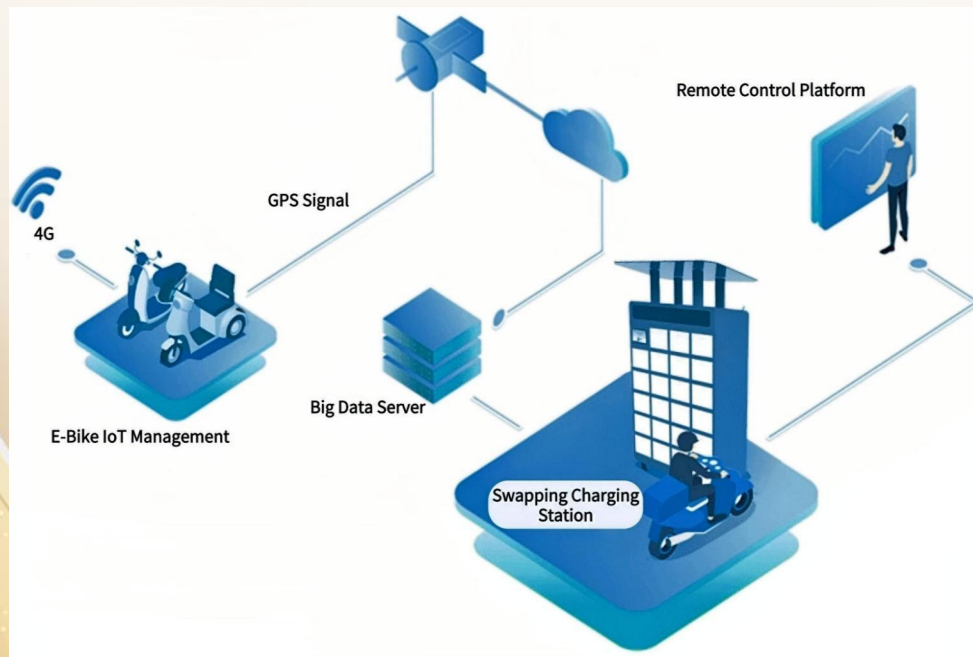 Remote Control Platform
GPS Signal
4G
Big Data Server
E-Bike IoT Management
Swapping Charging
Station